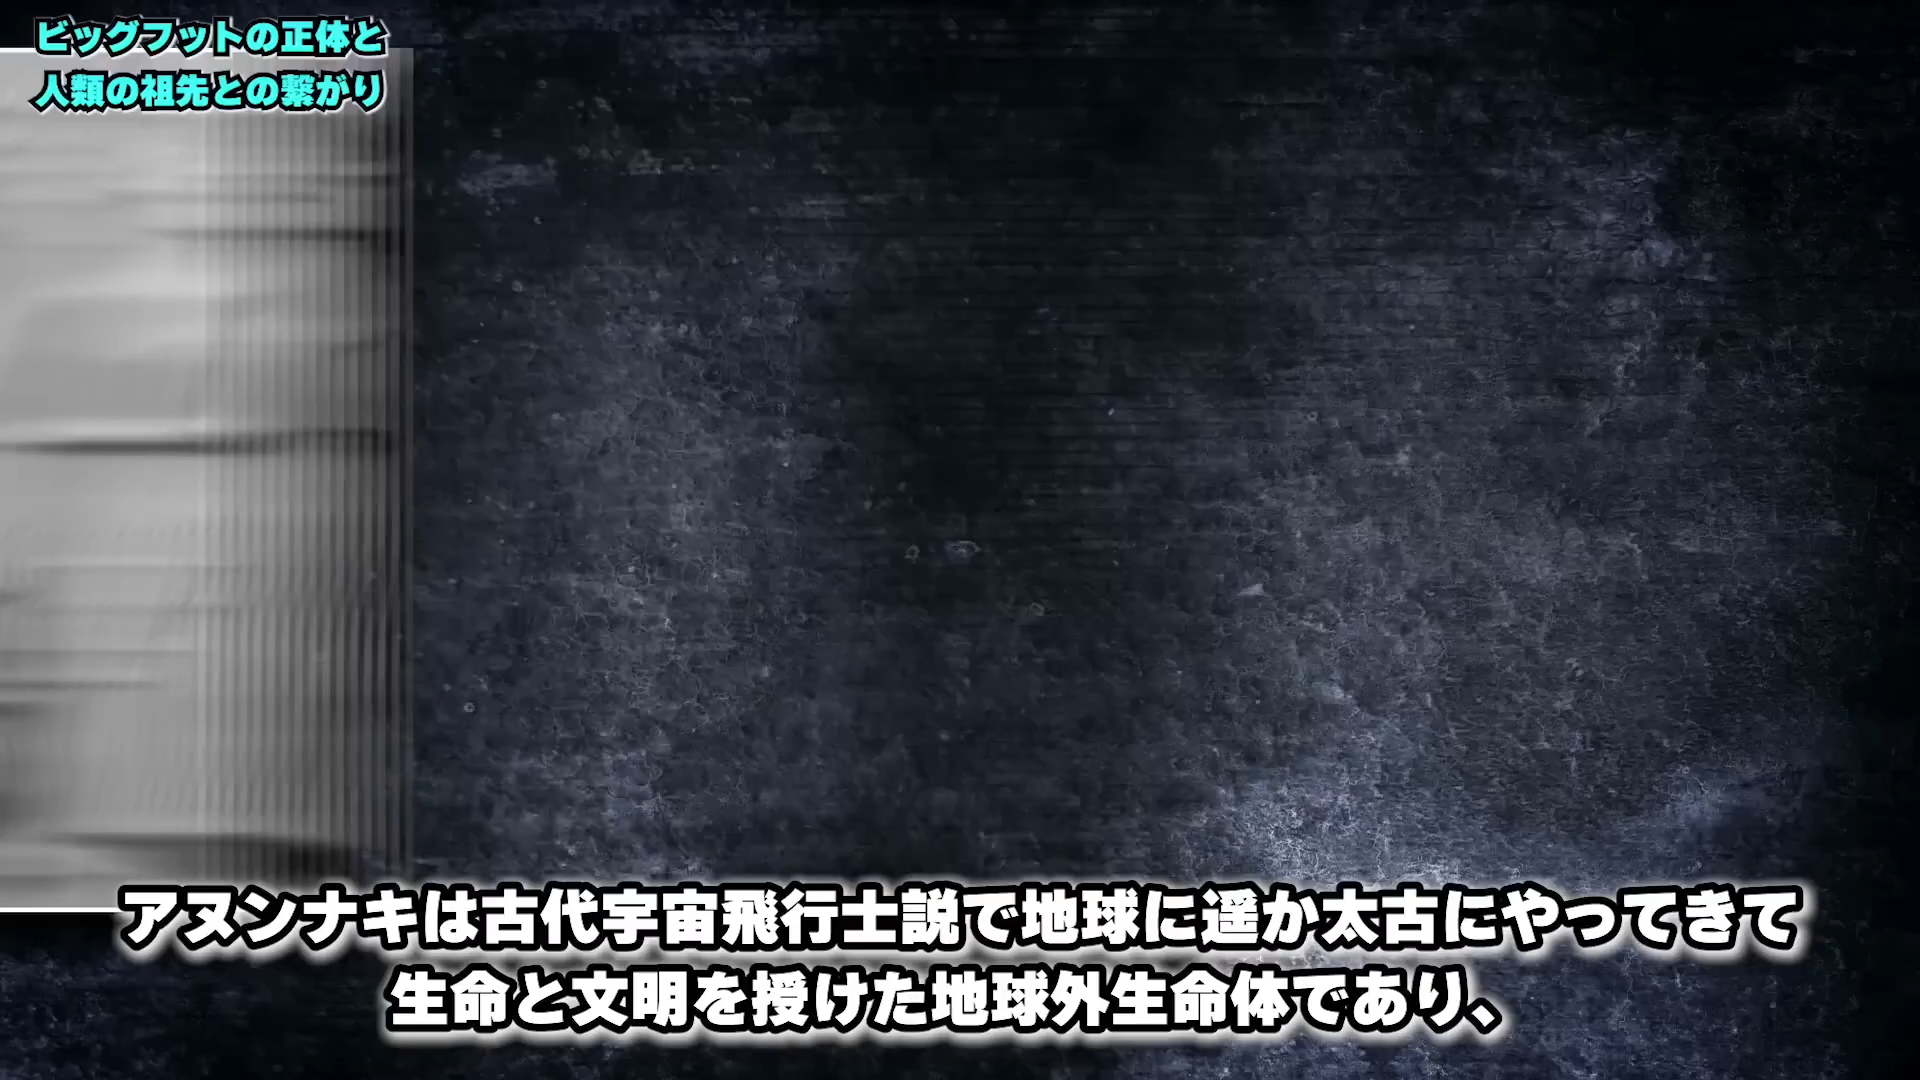 ビッグフットの正体と
人類の祖先との繋がり
アヌンナキは古代宇宙飛行士説で地球に遥か太古にやってきて
生命と文明を授けた地球外生命体であり、